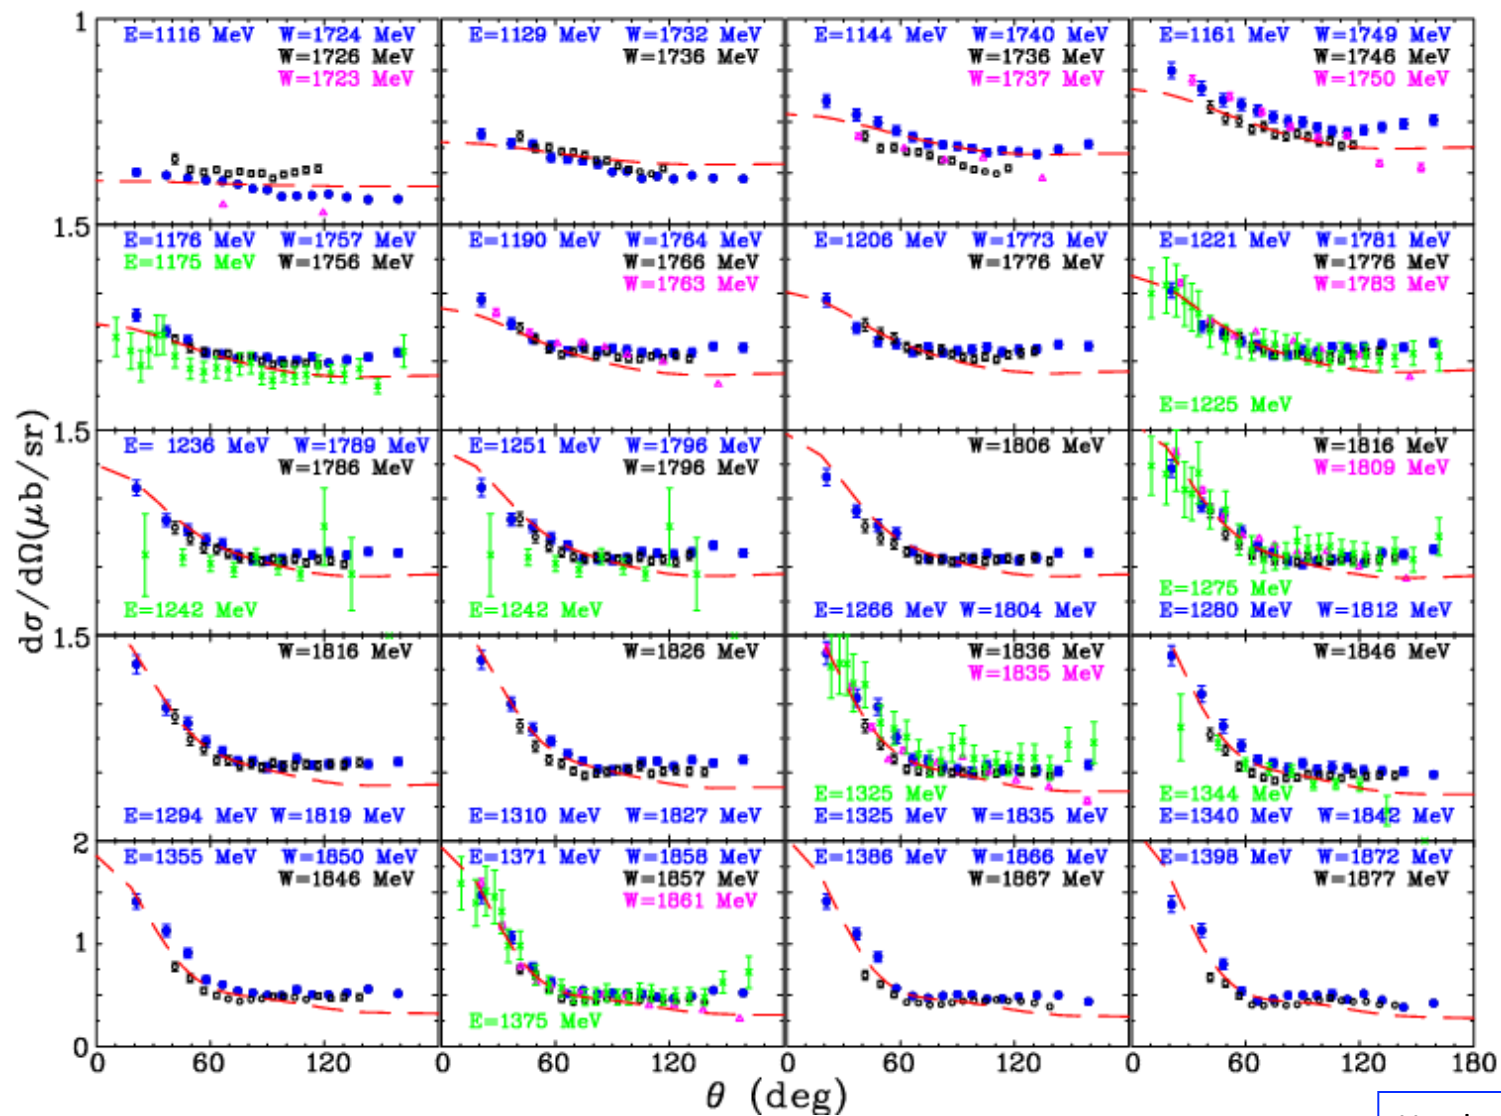 1
E=1116 MeV W=1724 MeV
W=1726 MeV
W=1723 MeV
E=1129 MeV W=1732 MeV
W=1736 MeV
E=1144 MeV W=1740 MeV
W=1736 MeV
W=1737 MeV
E=1161 MeV W=1749 MeV
W=1746 MeV
W=1750 MeV
1.5
E=1176 MeV W=1757 MeV
E=1175 MeV W=1756 MeV
E=1190 MeV W=1764 MeV
W=1766 MeV
W=1763 MeV
E=1206 MeV W=1773 MeV
W=1776 MeV
E=1221 MeV W=1781 MeV
W=1776 MeV
W=1783 MeV
E=1225 MeV
1.5
E= 1236 MeV W=1789 MeV
W=1786 MeV
E=1242 MeV
E=1251 MeV W=1796 MeV
W=1796 MeV
E=1242 MeV
W=1806 MeV
E=1266 MeV W=1804 MeV
W=1816 MeV
W=1809 MeV
E=1275 MeV
E=1280 MeV W=1812 MeV
1.5
W=1816 MeV
E=1294 MeV W=1819 MeV
W=1826 MeV
E=1310 MeV W=1827 MeV
W=1836 MeV
W=1835 MeV
E=1325 MeV
E=1325 MeV W=1835 MeV
W=1846 MeV
E=1344 MeV
E=1340 MeV W=1842 MeV
2
E=1355 MeV W=1850 MeV
W=1846 MeV
E=1371 MeV W=1858 MeV
W=1857 MeV
W=1861 MeV
E=1375 MeV
E=1386 MeV W=1866 MeV
W=1867 MeV
E=1398 MeV W=1872 MeV
W=1877 MeV
1
0
0 60 120 0 60 120 0 60 120 0 60 120 180
dσ/dΩ(μb/sr)
θ (deg)